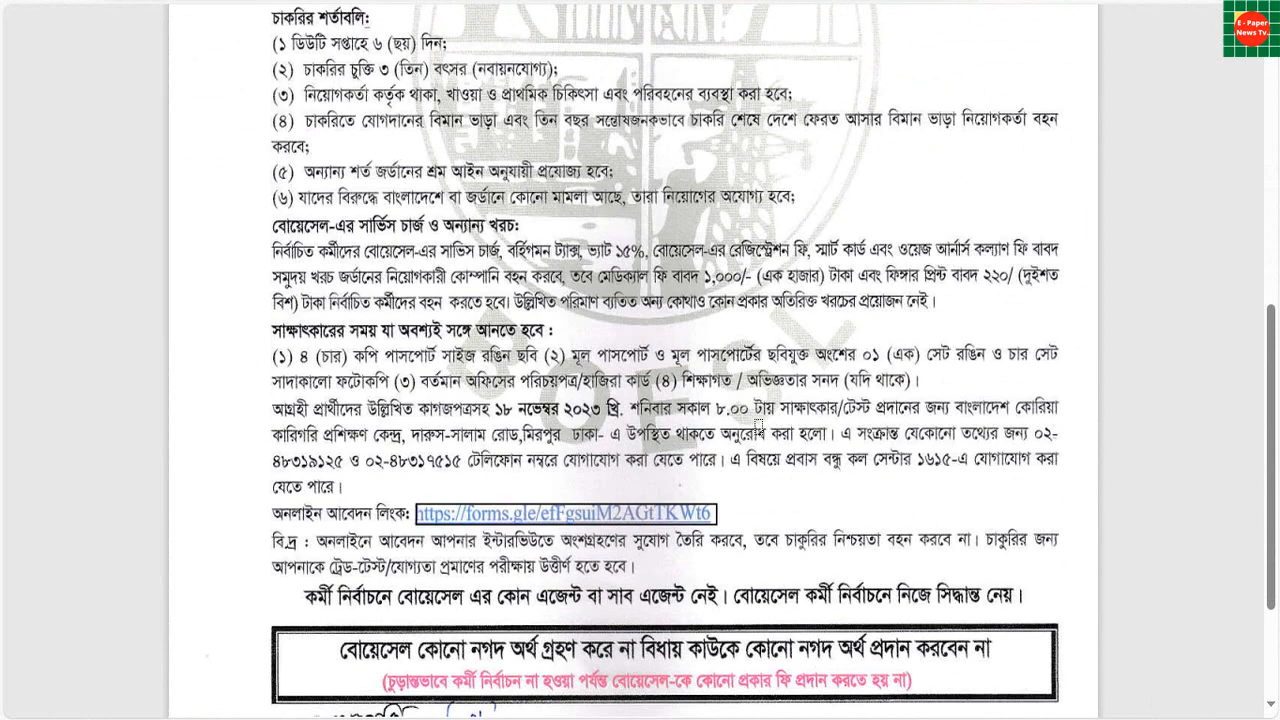 E - Paper
News Tv.
চাকরির শর্তাবলি:
(১ ডিউটি সপ্তাহে ৬ (ছয়) দিন;
(২) চাকরির চুক্তি ৩ (তিন) বৎসর (নবায়নযোগ্য);
(৩) নিয়োগকর্তা কর্তৃক থাকা, খাওয়া ও প্রাথমিক চিকিৎসা এবং পরিবহনের ব্যবস্থা করা হবে;
(৪) চাকরিতে যোগদানের বিমান ভাড়া এবং তিন বছর সন্তোষজনকভাবে চাকরি শেষে দেশে ফেরত আসার বিমান ভাড়া নিয়োগকর্তা বহন
করবে;
(৫) অন্যান্য শর্ত জর্ডানের শ্রম আইন অনুযায়ী প্রযোজ্য হবে;
(৬) যাদের বিরুদ্ধে বাংলাদেশে বা জর্ডানে কোনো মামলা আছে, তারা নিয়োগের অযোগ্য হবে;
বোয়েসেল-এর সার্ভিস চার্জ ও অন্যান্য খরচ:
নির্বাচিত কর্মীদের বোয়েসেল-এর সার্ভিস চার্জ, বর্হিগমন ট্যাক্স, ভ্যাট ১৫%, বোয়েসেল-এর রেজিস্ট্রেশন ফি, স্মার্ট কার্ড এবং ওয়েজ আর্নার্স কল্যাণ ফি বাবদ
সমুদয় খরচ জর্ডানের নিয়োগকারী কোম্পানি বহন করবে, তবে মেডিকাল ফি বাবদ ১,০০০/- (এক হাজার) টাকা এবং ফিঙ্গার প্রিন্ট বাবদ ২২০/ (দুইশত
বিশ) টাকা নির্বাচিত কর্মীদের বহন করতে হবে। উল্লিখিত পরিমাণ ব্যতিত অন্য কোথাও কোন প্রকার অতিরিক্ত খরচের প্রয়োজন নেই।
সাক্ষাৎকারের সময় যা অবশ্যই সঙ্গে আনতে হবে :
(১) ৪ (চার) কপি পাসপোর্ট সাইজ রঙিন ছবি (২) মূল পাসপোর্ট ও মূল পাসপোর্টের ছবিযুক্ত অংশের ০১ (এক) সেট রঙিন ও চার সেট
সাদাকালো ফটোকপি (৩) বর্তমান অফিসের পরিচয়পত্র/হাজিরা কার্ড (৪) শিক্ষাগত / অভিজ্ঞতার সনদ (যদি থাকে)।
আগ্রহী প্রার্থীদের উল্লিখিত কাগজপত্রসহ ১৮ নভেম্বর ২০২৩ খ্রি. শনিবার সকাল ৮.০০ টায় সাক্ষাৎকার/টেস্ট প্রদানের জন্য বাংলাদেশ কোরিয়া
কারিগরি প্রশিক্ষণ কেন্দ্র, দারুস-সালাম রোড,মিরপুর ঢাকা- এ উপস্থিত থাকতে অনুরোধ করা হলো। এ সংক্রান্ত যেকোনো তথ্যের জন্য ০২-
৪৮৩১৯১২৫ ও ০২-৪৮৩১৭৫১৫ টেলিফোন নম্বরে যোগাযোগ করা যেতে পারে। এ বিষয়ে প্রবাস বন্ধু কল সেন্টার ১৬১৫-এ যোগাযোগ করা
যেতে পারে।
অনলাইন আবেদন লিংক: https://forms.gle/efFgsuiM2AGtTKWt6
বি.দ্র : অনলাইনে আবেদন আপনার ইন্টারভিউতে অংশগ্রহণের সুযোগ তৈরি করবে, তবে চাকুরির নিশ্চয়তা বহন করবে না। চাকুরির জন্য
আপনাকে ট্রেড-টেস্ট/যোগ্যতা প্রমাণের পরীক্ষায় উত্তীর্ণ হতে হবে।
কর্মী নির্বাচনে বোয়েসেল এর কোন এজেন্ট বা সাব এজেন্ট নেই। বোয়েসেল কর্মী নির্বাচনে নিজে সিদ্ধান্ত নেয়।
বোয়েসেল কোনো নগদ অর্থ গ্রহণ করে না বিধায় কাউকে কোনো নগদ অর্থ প্রদান করবেন না
(চূড়ান্তভাবে কর্মী নির্বাচন না হওয়া পর্যন্ত বোয়েসেল-কে কোনো প্রকার ফি প্রদান করতে হয় না)